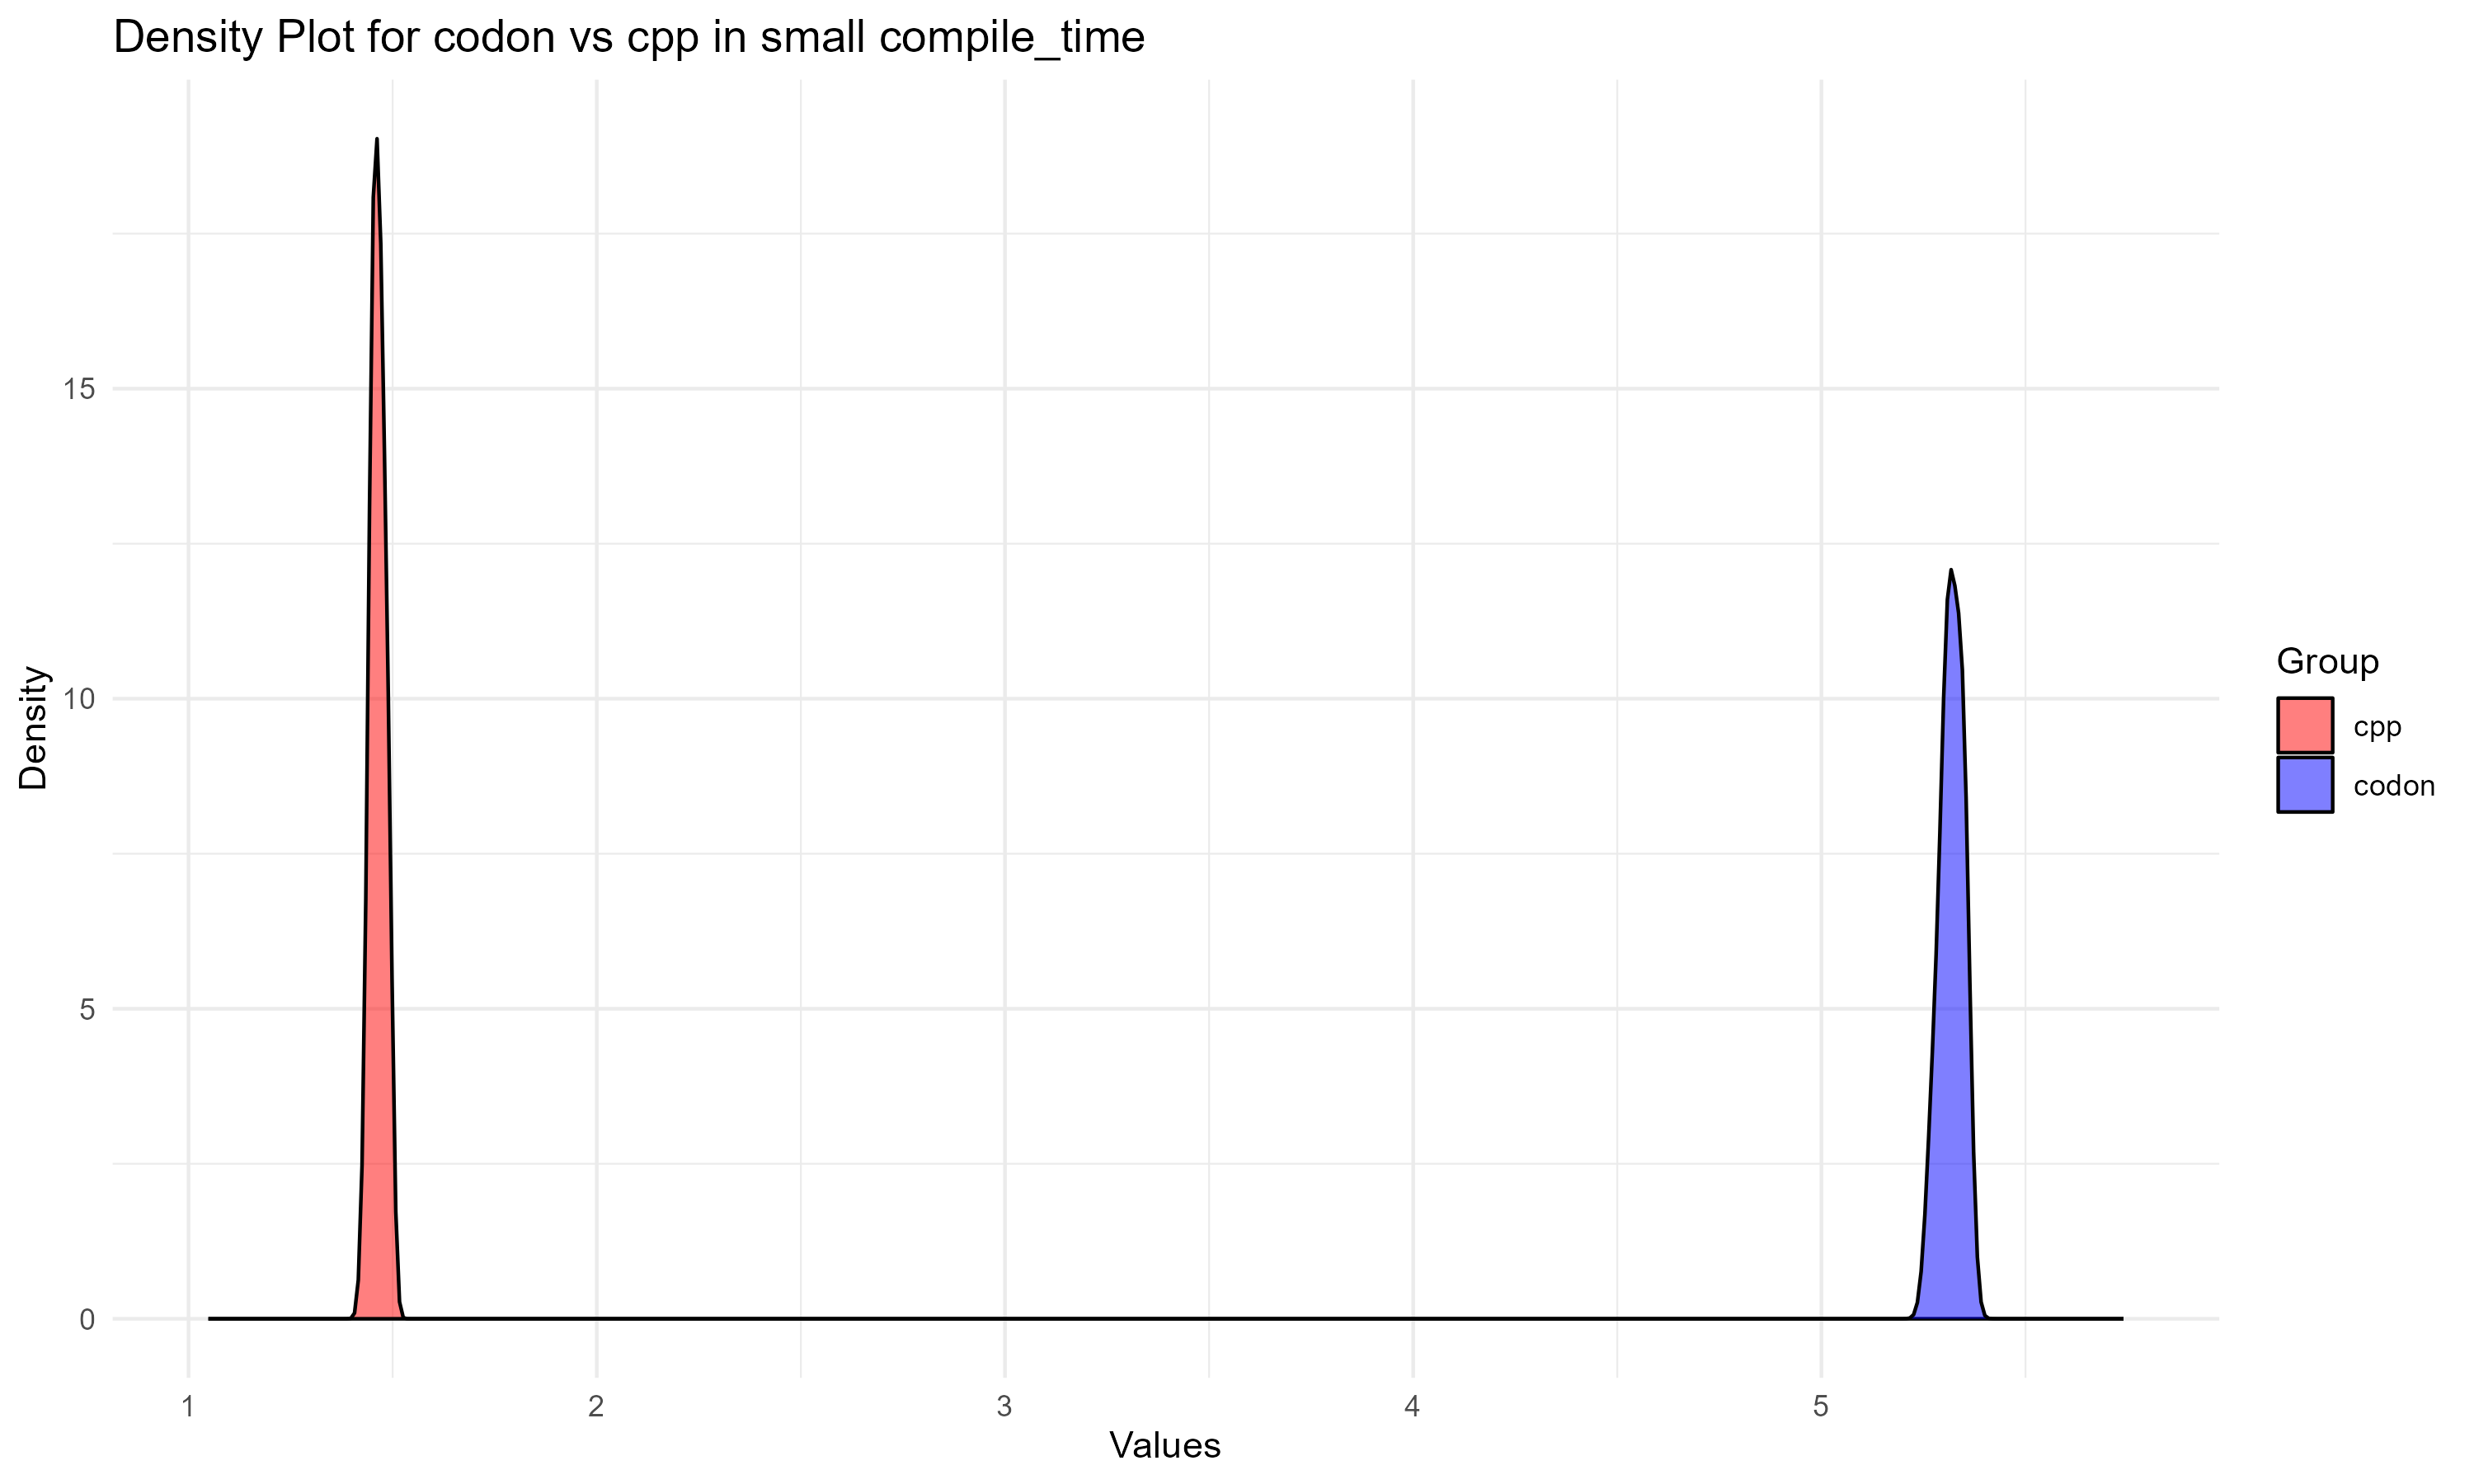 Density Plot for codon vs cpp in small compile_time
Density
15
10
5
0
1 2 3 4 5
Values
Group
cpp
codon